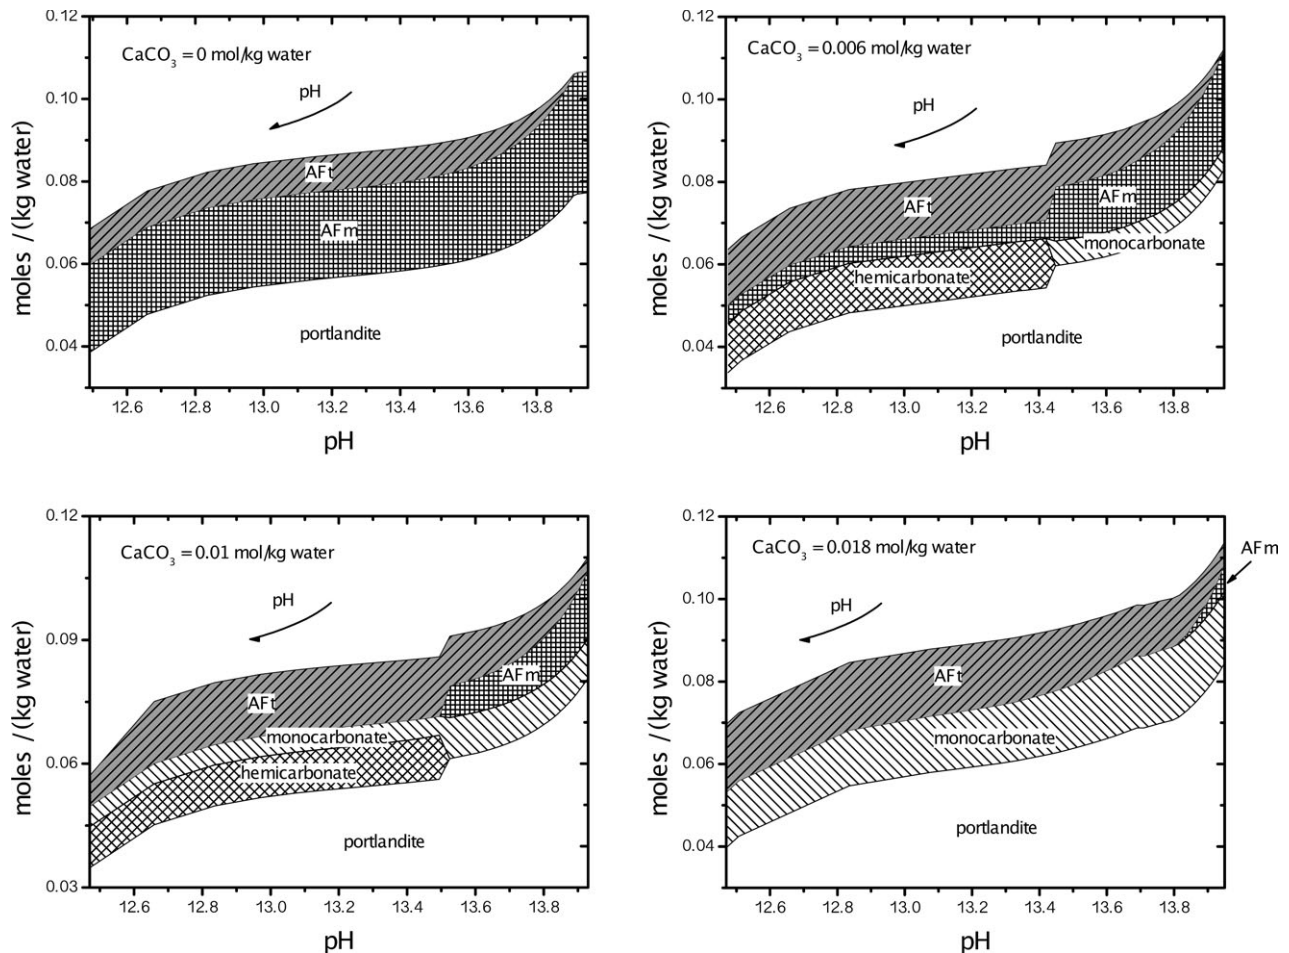 0.12
CaCO3 = 0 mol/kg water
pH
0.10
AFt
0.08
AFm
0.06
portlandite
0.04
moles / (kg water)
12.6 12.8 13.0 13.2 13.4 13.6 13.8
pH
0.12
CaCO3 = 0.006 mol/kg water
pH
0.10
AFt
AFm
0.08
monocarbonate
hemicarbonate
0.06
portlandite
0.04
moles / (kg water)
12.6 12.8 13.0 13.2 13.4 13.6 13.8
pH
0.12
CaCO3 = 0.01 mol/kg water
pH
0.09
AFm
AFt
monocarbonate
hemicarbonate
0.06
portlandite
0.03
moles / (kg water)
12.6 12.8 13.0 13.2 13.4 13.6 13.8
pH
0.12
CaCO3 = 0.018 mol/kg water
AFm
pH
0.10
AFt
0.08
monocarbonate
0.06
portlandite
0.04
moles / (kg water)
12.6 12.8 13.0 13.2 13.4 13.6 13.8
pH